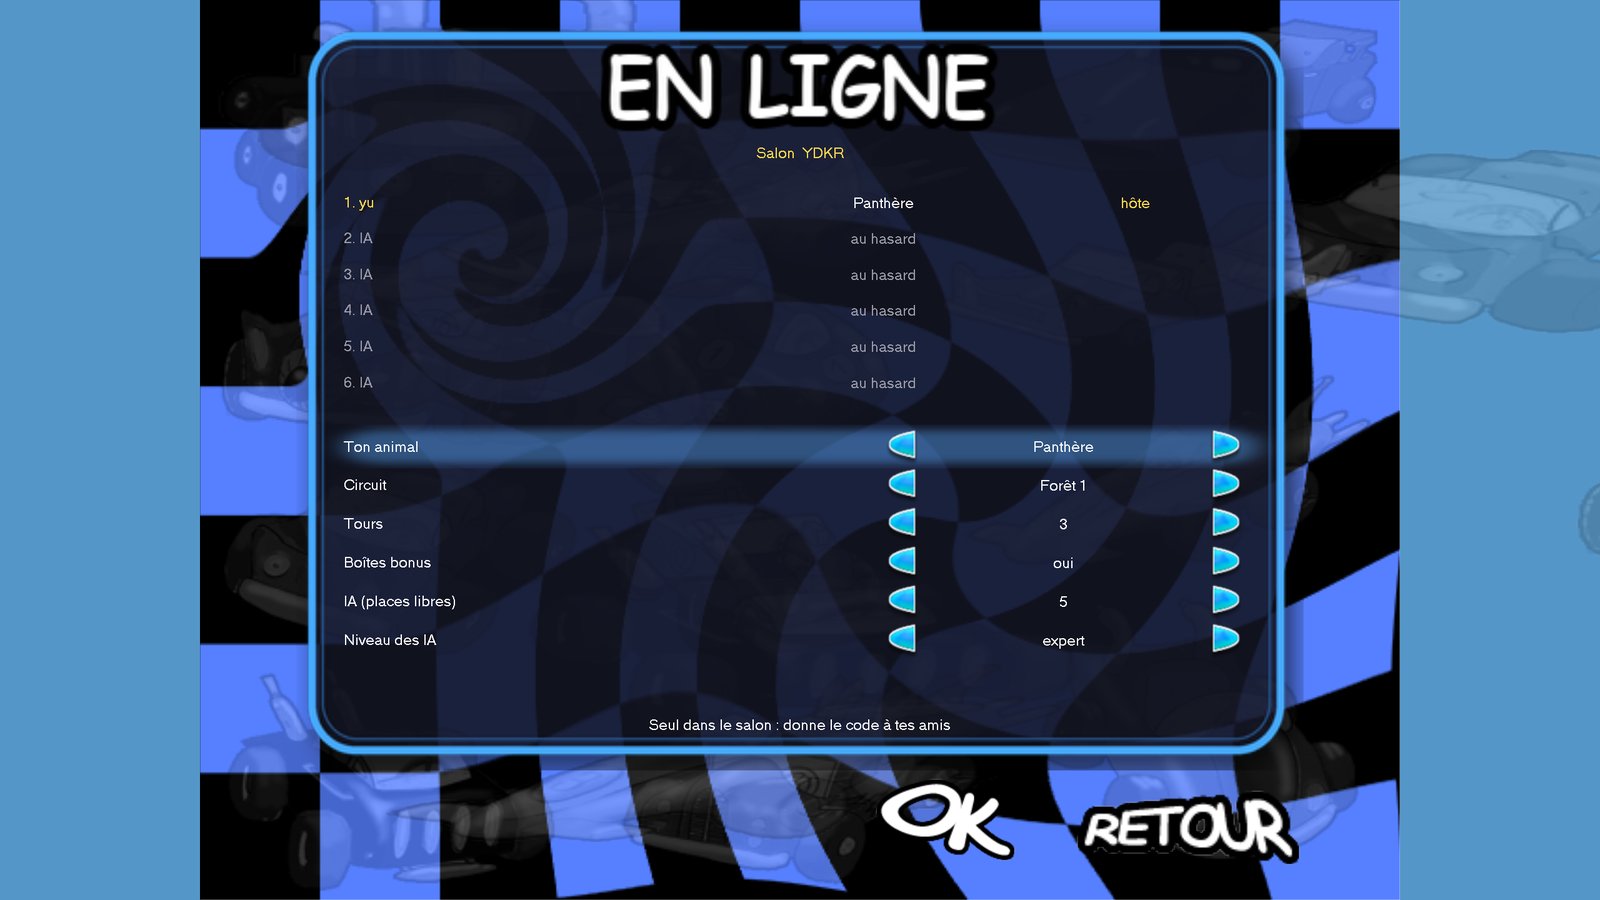 EN LIGNE
Salon YDKR
1. yu Panthère hôte
2. IA au hasard
3. IA au hasard
4. IA au hasard
5. IA au hasard
6. IA au hasard
Ton animal Panthère
Circuit Forêt 1
Tours 3
Boîtes bonus oui
IA (places libres) 5
Niveau des IA expert
Seul dans le salon : donne le code à tes amis
OK RETOUR